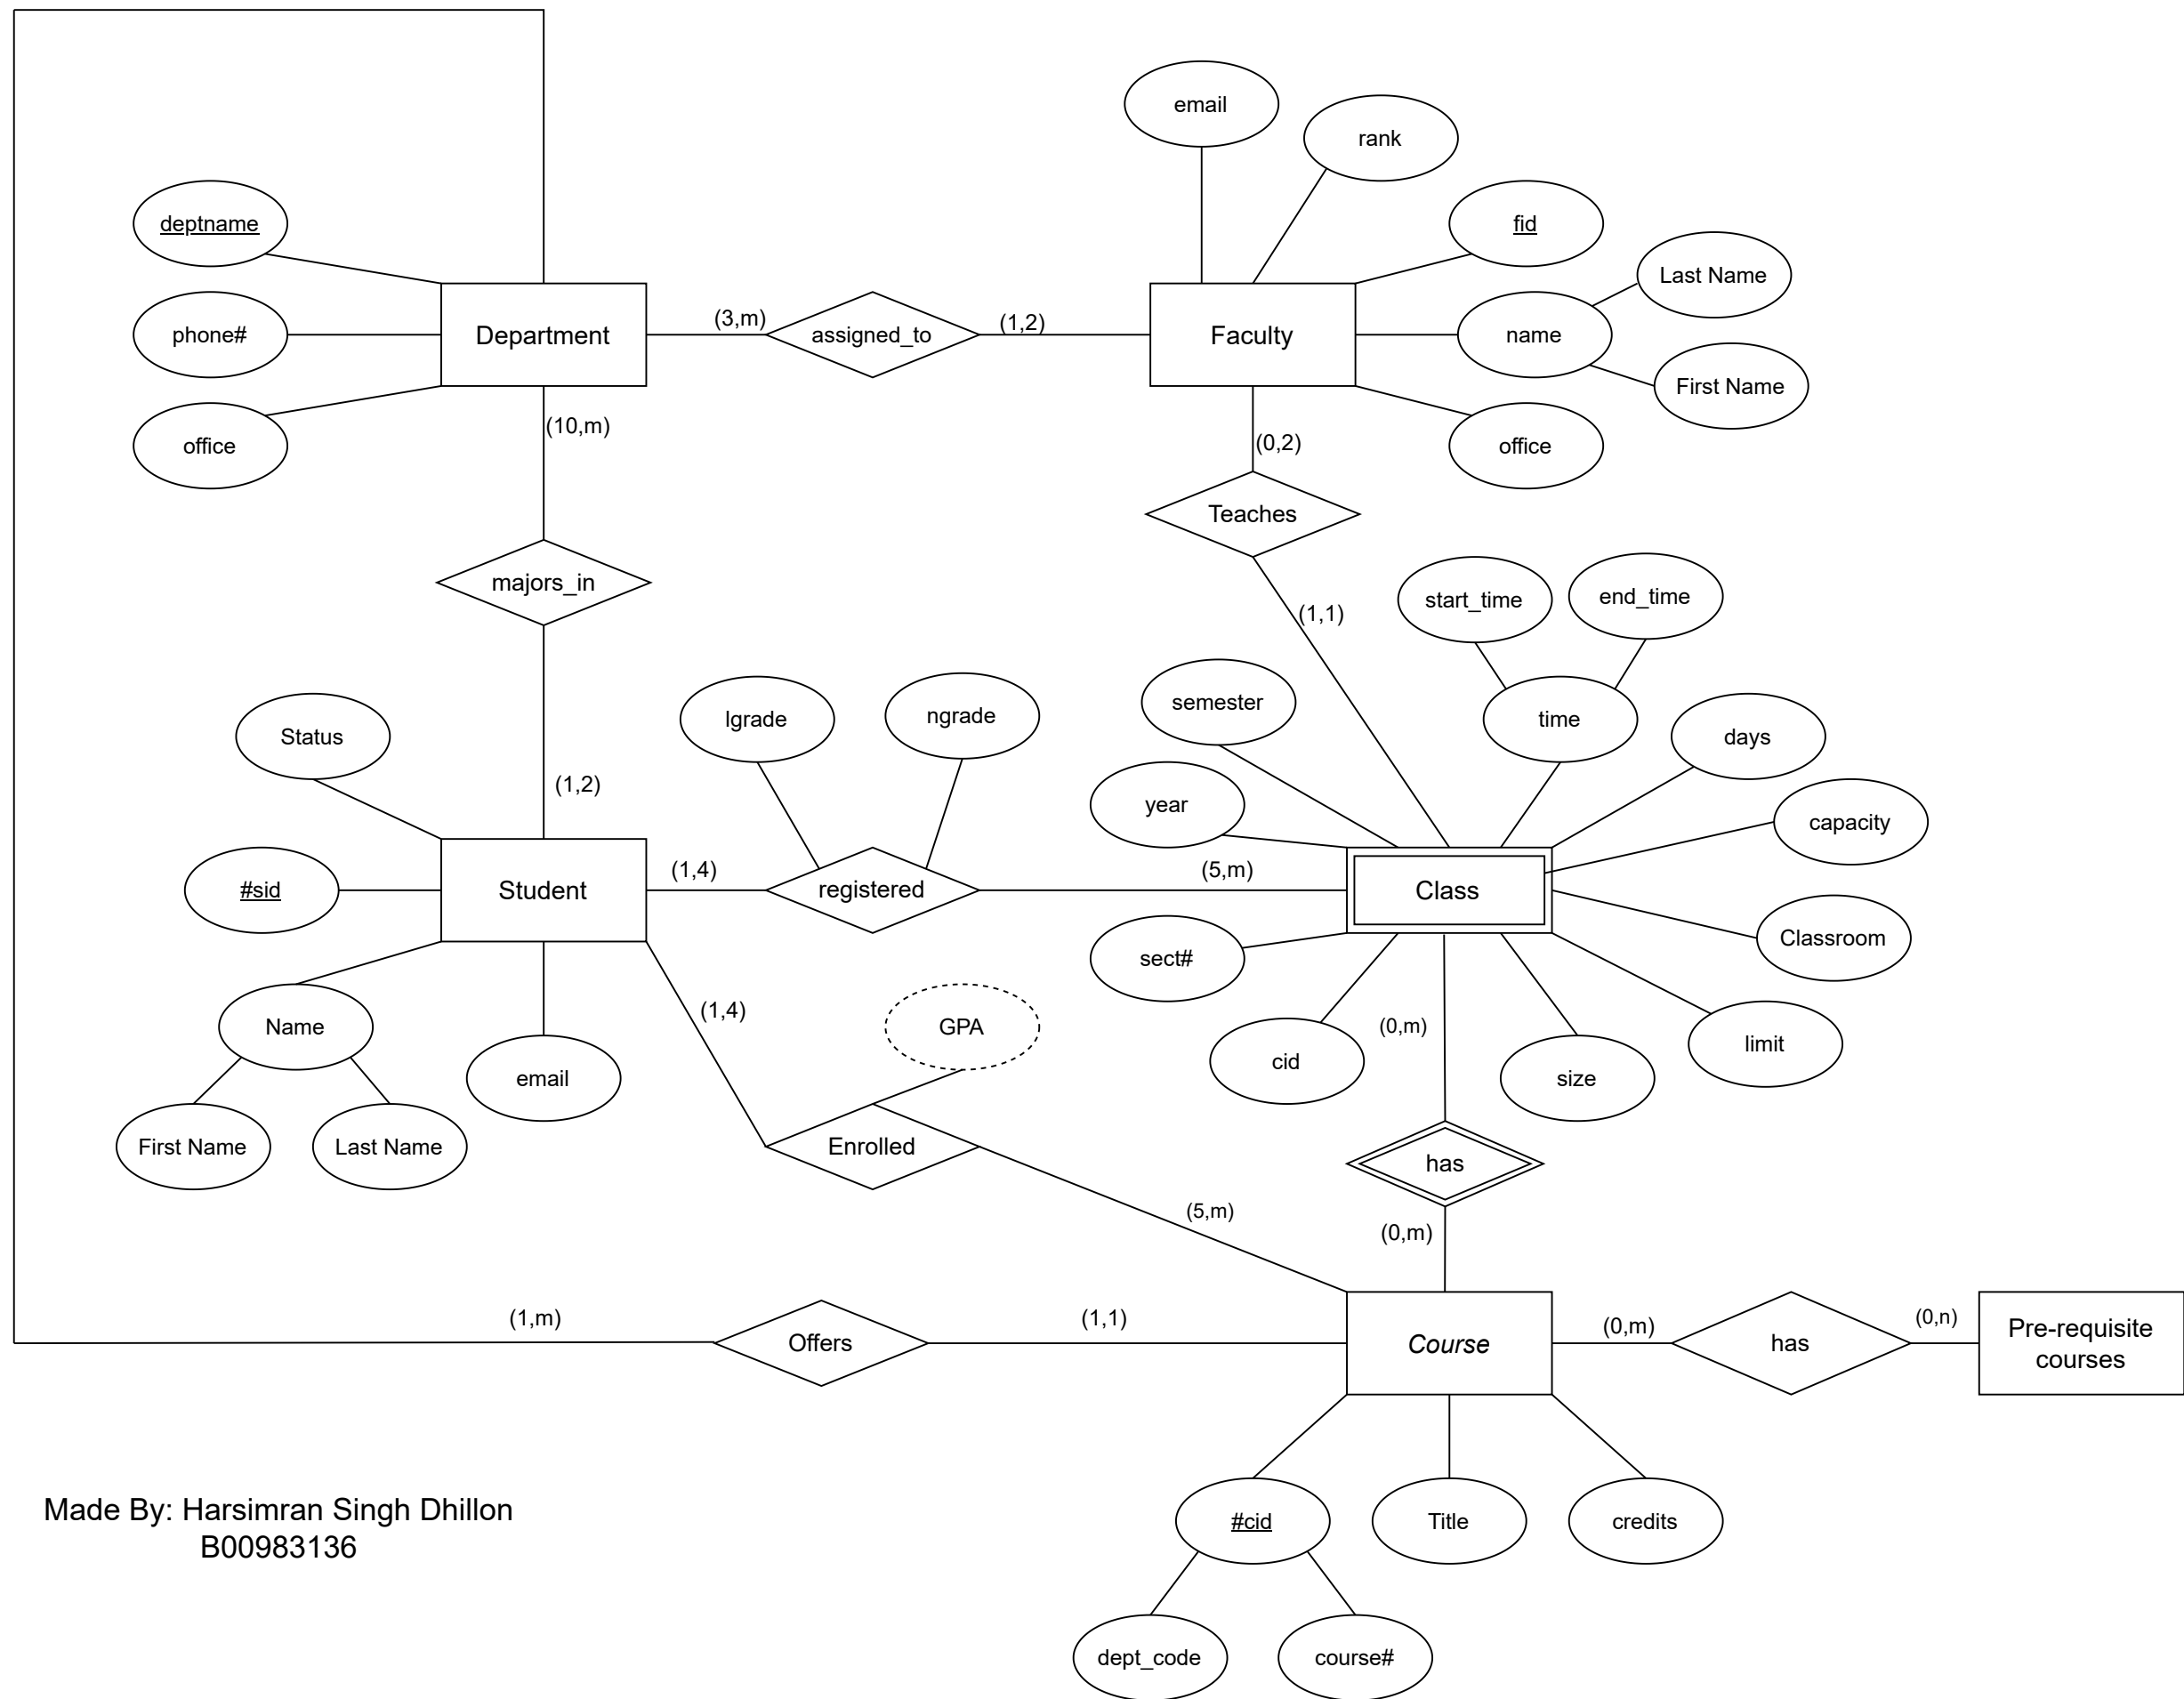 email
rank
deptname
fid
Last Name
phone#
Department
(3,m)
assigned_to
(1,2)
Faculty
name
First Name
office
(10,m)
(0,2)
office
Teaches
majors_in
(1,1)
start_time
end_time
Status
(1,2)
lgrade
ngrade
semester
time
days
year
capacity
#sid
Student
(1,4)
registered
(5,m)
Class
Classroom
sect#
Name
email
(1,4)
GPA
(0,m)
cid
size
limit
First Name
Last Name
Enrolled
has
(5,m)
(0,m)
(1,m)
Offers
(1,1)
Course
(0,m)
has
(0,n)
Pre-requisite
courses
Made By: Harsimran Singh Dhillon
B00983136
#cid
Title
credits
dept_code
course#